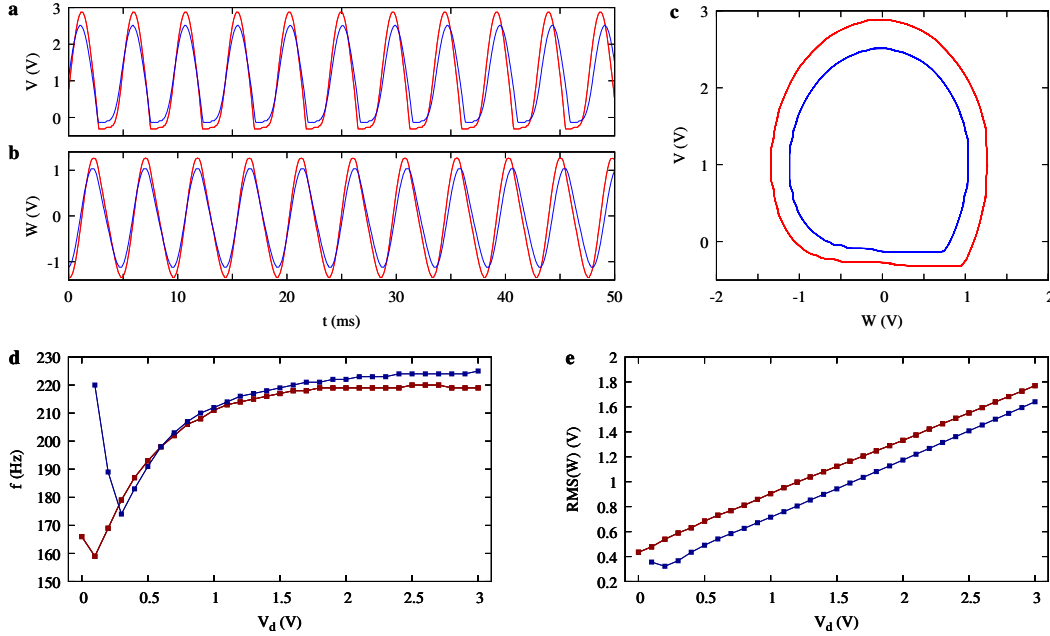 a
3
2
1
0
V (V)
b
1
0
-1
W (V)
0 10 20 30 40 50
t (ms)
c
3
2
1
0
V (V)
-2 -1 0 1 2
W (V)
d
230
220
210
200
190
180
170
160
150
f (Hz)
0 0.5 1 1.5 2 2.5 3
V_d (V)
e
2
1.8
1.6
1.4
1.2
1
0.8
0.6
0.4
0.2
RMS(W) (V)
0 0.5 1 1.5 2 2.5 3
V_d (V)